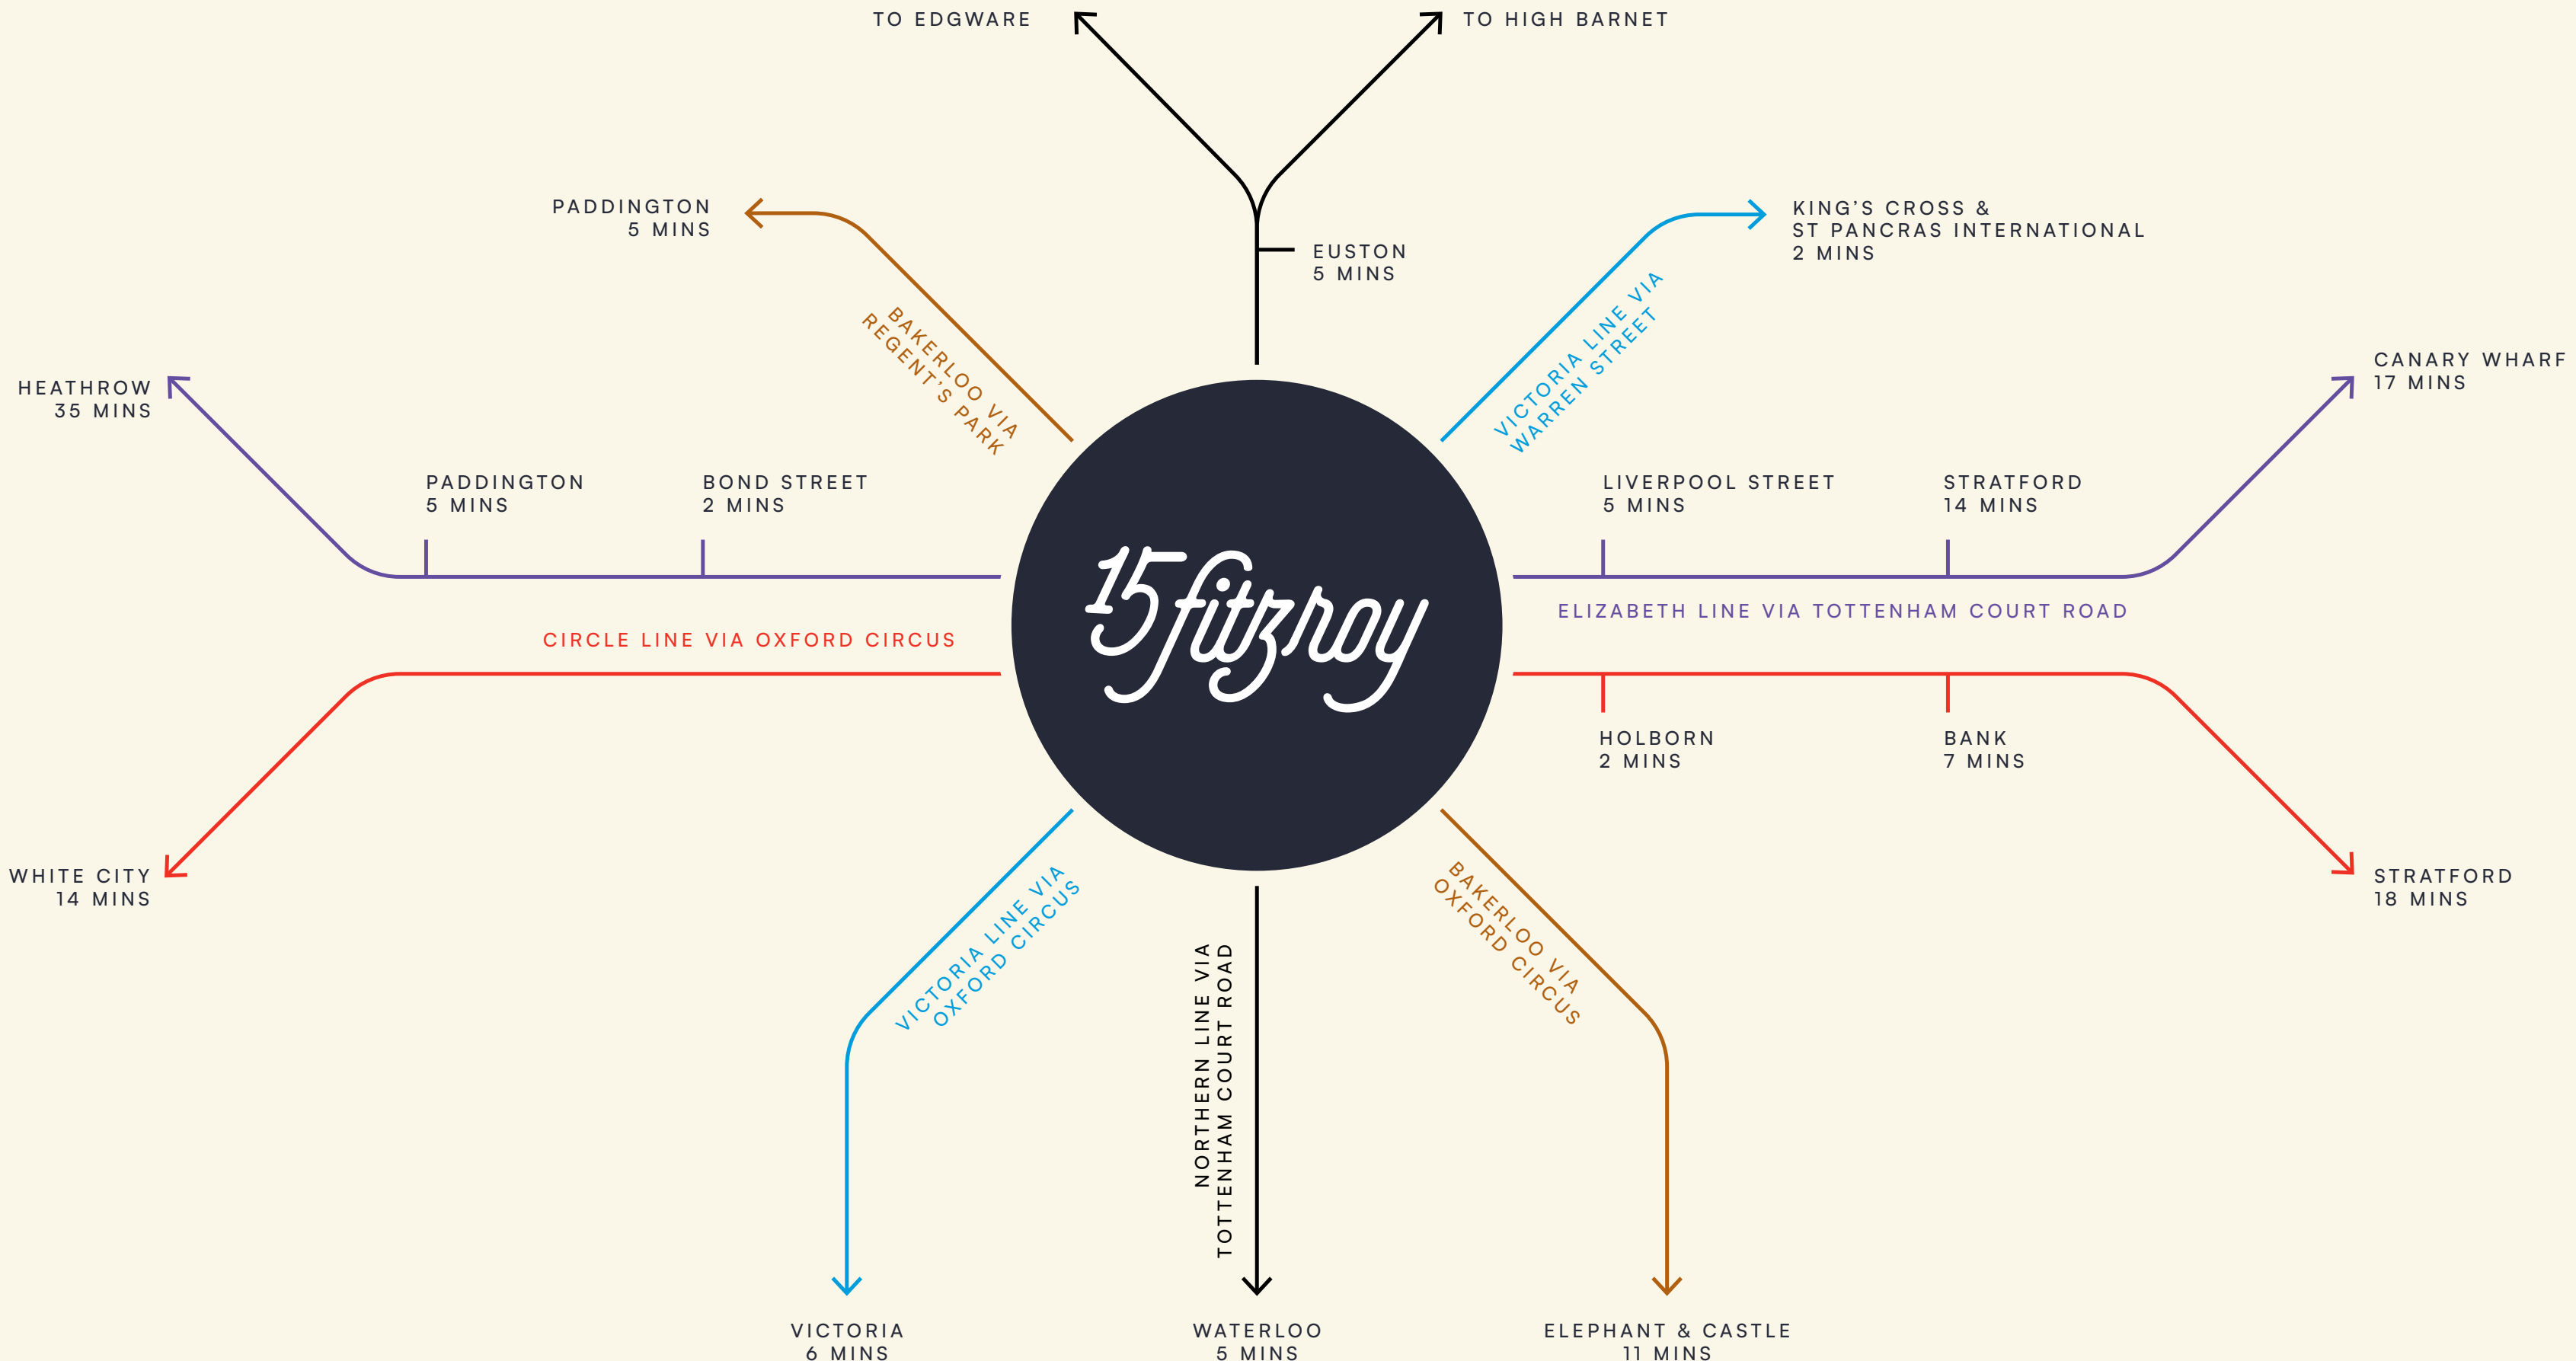 TO EDGWARE
TO HIGH BARNET
PADDINGTON
5 MINS
EUSTON
5 MINS
KING’S CROSS &
ST PANCRAS INTERNATIONAL
2 MINS
BAKERLOO VIA
REGENT’S PARK
VICTORIA LINE VIA
WARREN STREET
HEATHROW
35 MINS
CANARY WHARF
17 MINS
PADDINGTON
5 MINS
BOND STREET
2 MINS
LIVERPOOL STREET
5 MINS
STRATFORD
14 MINS
15 fitzroy
ELIZABETH LINE VIA TOTTENHAM COURT ROAD
CIRCLE LINE VIA OXFORD CIRCUS
HOLBORN
2 MINS
BANK
7 MINS
WHITE CITY
14 MINS
STRATFORD
18 MINS
VICTORIA LINE VIA
OXFORD CIRCUS
NORTHERN LINE VIA
TOTTENHAM COURT ROAD
BAKERLOO VIA
OXFORD CIRCUS
VICTORIA
6 MINS
WATERLOO
5 MINS
ELEPHANT & CASTLE
11 MINS